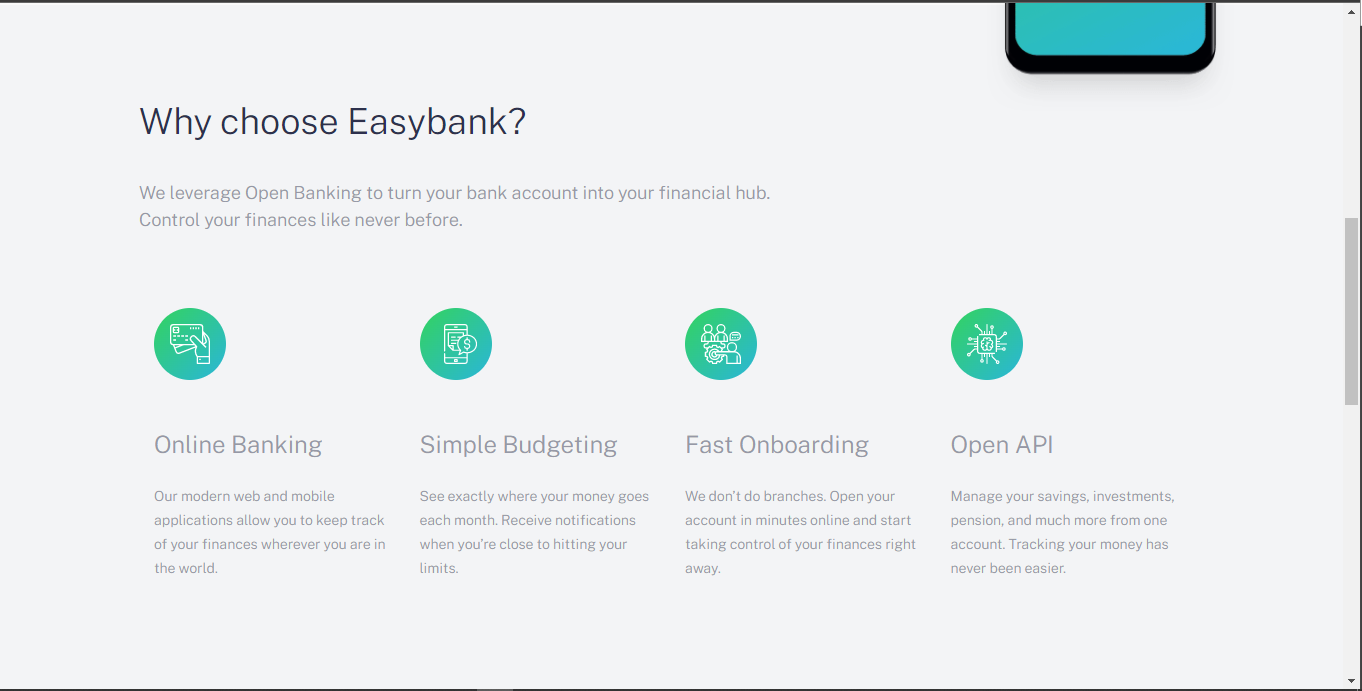 Why choose Easybank?
We leverage Open Banking to turn your bank account into your financial hub.
Control your finances like never before.
Online Banking
Our modern web and mobile
applications allow you to keep track
of your finances wherever you are in
the world.
Simple Budgeting
See exactly where your money goes
each month. Receive notifications
when you’re close to hitting your
limits.
Fast Onboarding
We don’t do branches. Open your
account in minutes online and start
taking control of your finances right
away.
Open API
Manage your savings, investments,
pension, and much more from one
account. Tracking your money has
never been easier.